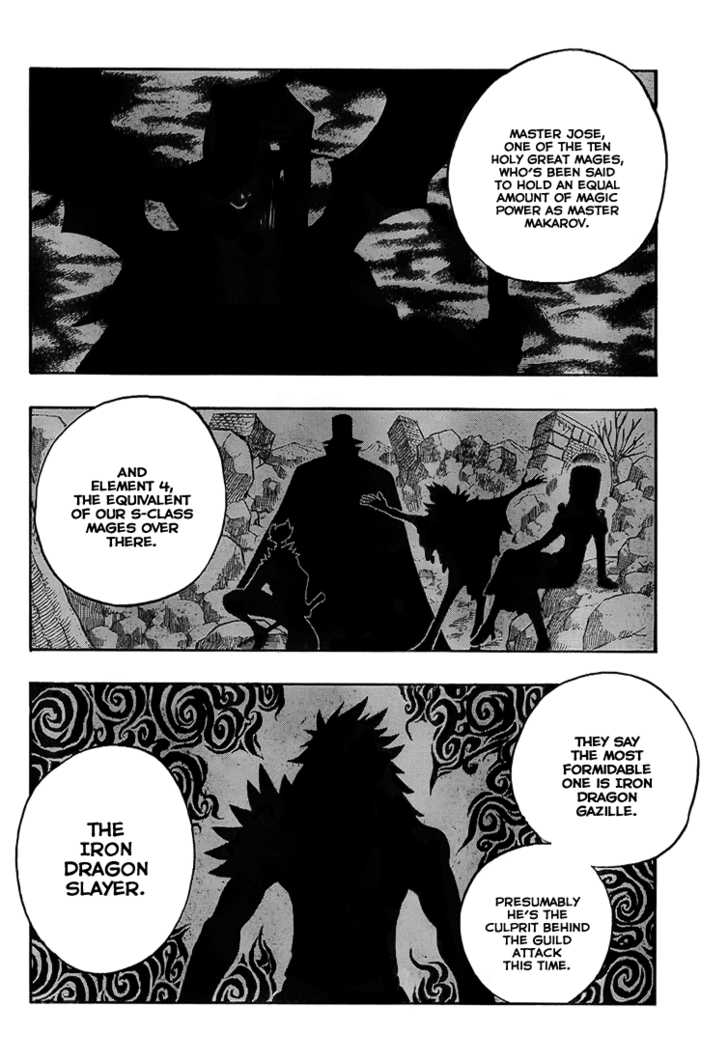 MASTER JOSE,
ONE OF THE TEN
HOLY GREAT MAGES,
WHO'S BEEN SAID
TO HOLD AN EQUAL
AMOUNT OF MAGIC
POWER AS MASTER
MAKAROV.
AND
ELEMENT 4,
THE EQUIVALENT
OF OUR S-CLASS
MAGES OVER
THERE.
THEY SAY
THE MOST
FORMIDABLE
ONE IS IRON
DRAGON
GAZILLE.
THE
IRON
DRAGON
SLAYER.
PRESUMABLY
HE'S THE
CULPRIT BEHIND
THE GUILD
ATTACK
THIS TIME.